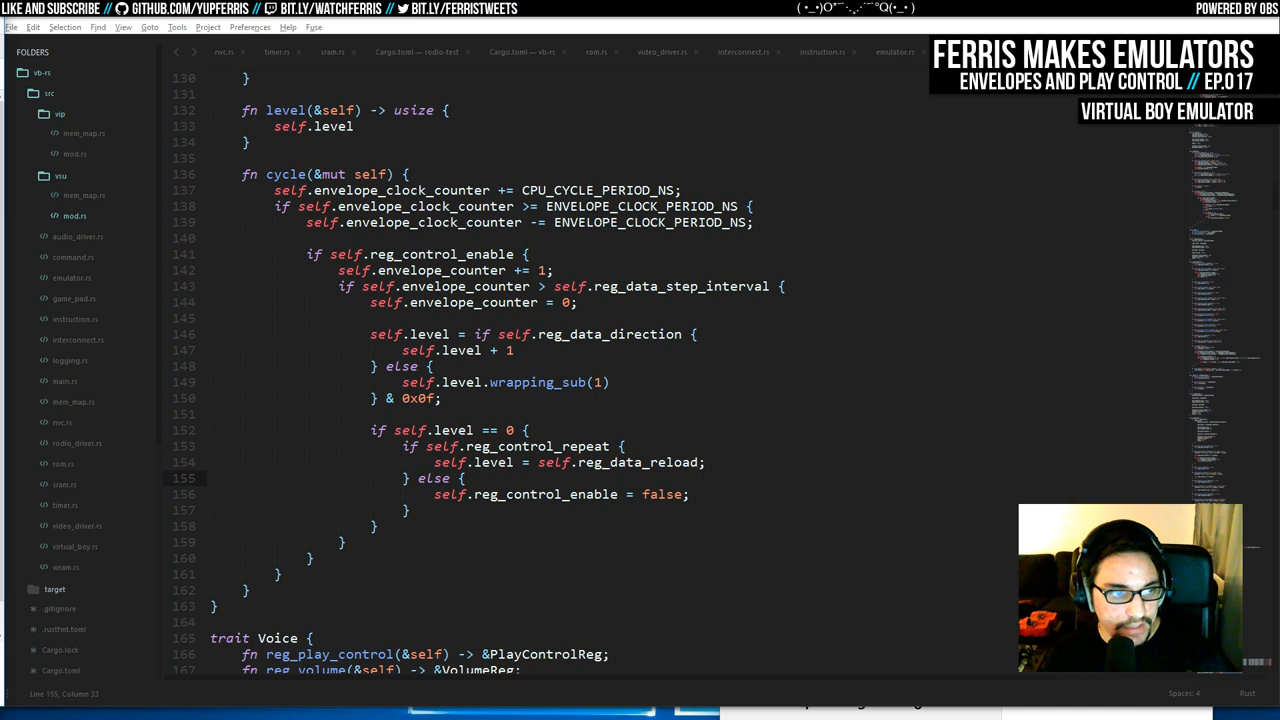 LIKE AND SUBSCRIBE // GITHUB.COM/YUPFERRIS // BIT.LY/WATCHFERRIS // BIT.LY/FERRISTWEETS
POWERED BY OBS
File Edit Selection Find View Goto Tools Project Preferences Help Fuse
FERRIS MAKES EMULATORS
ENVELOPES AND PLAY CONTROL // EP.017
VIRTUAL BOY EMULATOR
nvc.rs × timer.rs × sram.rs × Cargo.toml — rodio-test × Cargo.toml — vb-rs × rom.rs × video_driver.rs × interconnect.rs × instruction.rs × emulator.rs
FOLDERS
vb-rs
src
vip
mem_map.rs
mod.rs
vsu
mem_map.rs
mod.rs
audio_driver.rs
command.rs
emulator.rs
game_pad.rs
instruction.rs
interconnect.rs
logging.rs
main.rs
mem_map.rs
nvc.rs
rodio_driver.rs
rom.rs
sram.rs
timer.rs
video_driver.rs
virtual_boy.rs
wram.rs
target
.gitignore
.rustfmt.toml
Cargo.lock
Cargo.toml
130 }
131
132 fn level(&self) -> usize {
133 self.level
134 }
135
136 fn cycle(&mut self) {
137 self.envelope_clock_counter += CPU_CYCLE_PERIOD_NS;
138 if self.envelope_clock_counter >= ENVELOPE_CLOCK_PERIOD_NS {
139 self.envelope_clock_counter -= ENVELOPE_CLOCK_PERIOD_NS;
140
141 if self.reg_control_enable {
142 self.envelope_counter += 1;
143 if self.envelope_counter > self.reg_data_step_interval {
144 self.envelope_counter = 0;
145
146 self.level = if self.reg_data_direction {
147 self.level + 1
148 } else {
149 self.level.wrapping_sub(1)
150 } & 0x0f;
151
152 if self.level == 0 {
153 if self.reg_control_repeat {
154 self.level = self.reg_data_reload;
155 } else {
156 self.reg_control_enable = false;
157 }
158 }
159 }
160 }
161 }
162 }
163 }
164
165 trait Voice {
166 fn reg_play_control(&self) -> &PlayControlReg;
167 fn reg_volume(&self) -> &VolumeReg;
Line 155, Column 33
Spaces: 4
Rust